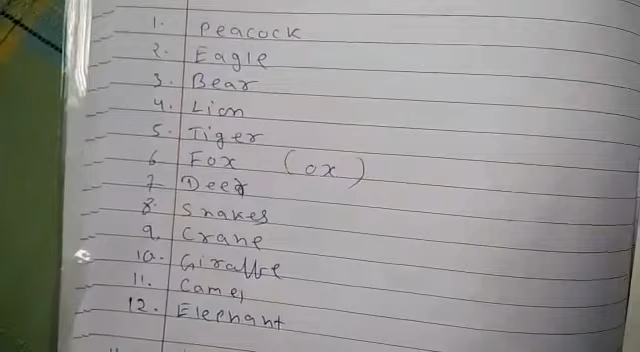 1. Peacock
2. Eagle
3. Bear
4. Lion
5. Tiger
6 Fox (ox)
7 Deer
8. Snakes
9. Crane
10. Giraffe
11. Camel
12. Elephant